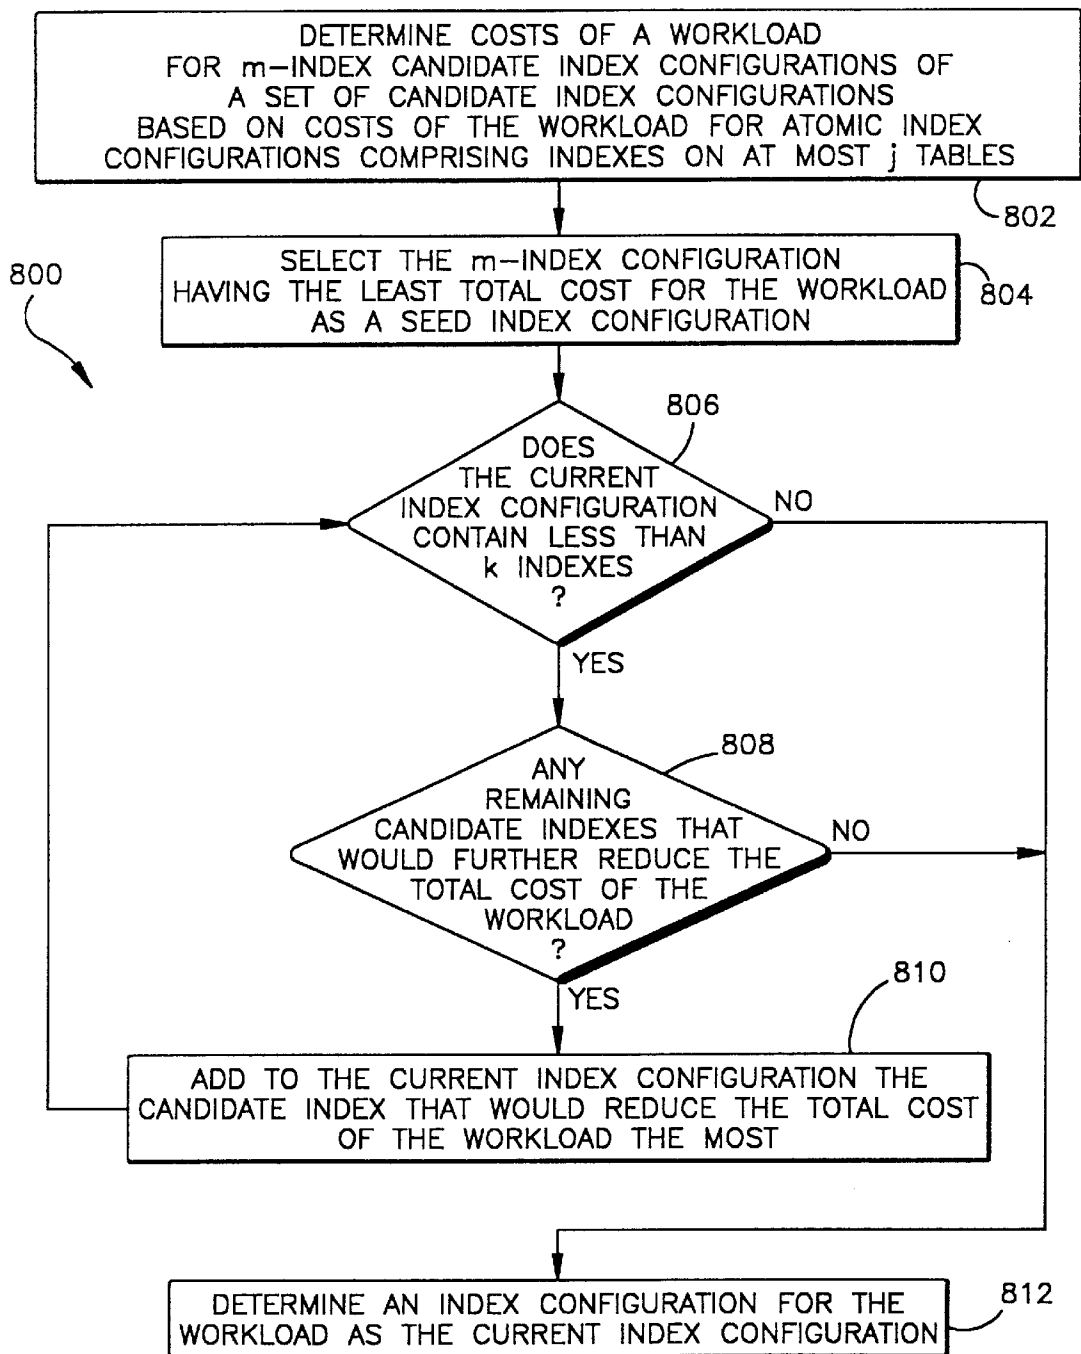 DETERMINE COSTS OF A WORKLOAD
FOR m-INDEX CANDIDATE INDEX CONFIGURATIONS OF
A SET OF CANDIDATE INDEX CONFIGURATIONS
BASED ON COSTS OF THE WORKLOAD FOR ATOMIC INDEX
CONFIGURATIONS COMPRISING INDEXES ON AT MOST j TABLES
802
800
SELECT THE m-INDEX CONFIGURATION
HAVING THE LEAST TOTAL COST FOR THE WORKLOAD
AS A SEED INDEX CONFIGURATION
804
806
DOES
THE CURRENT
INDEX CONFIGURATION
CONTAIN LESS THAN
k INDEXES
?
NO
YES
808
ANY
REMAINING
CANDIDATE INDEXES THAT
WOULD FURTHER REDUCE THE
TOTAL COST OF THE
WORKLOAD
?
NO
YES
810
ADD TO THE CURRENT INDEX CONFIGURATION THE
CANDIDATE INDEX THAT WOULD REDUCE THE TOTAL COST
OF THE WORKLOAD THE MOST
DETERMINE AN INDEX CONFIGURATION FOR THE
WORKLOAD AS THE CURRENT INDEX CONFIGURATION
812